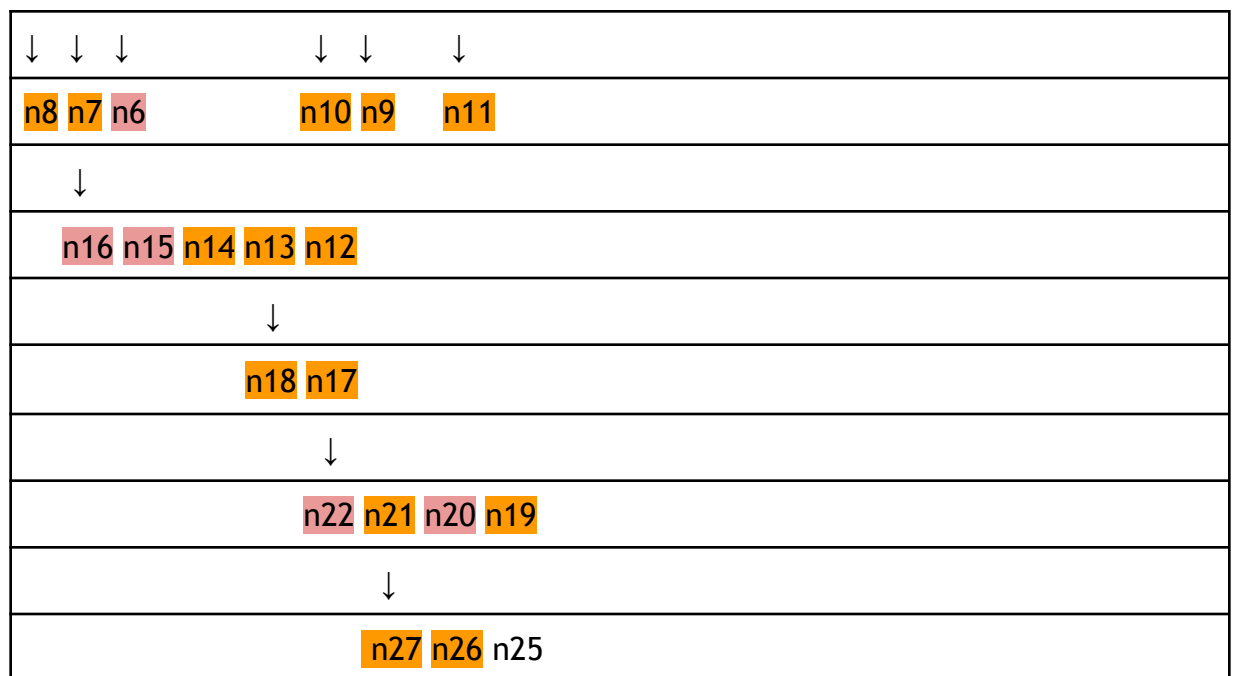 ↓ ↓ ↓ ↓ ↓ ↓
n8 n7 n6 n10 n9 n11
↓
n16 n15 n14 n13 n12
↓
n18 n17
↓
n22 n21 n20 n19
↓
n27 n26 n25